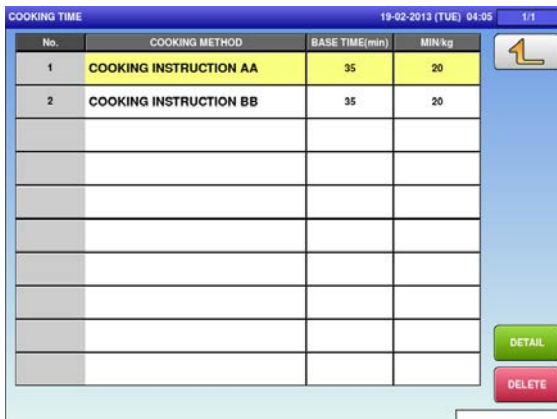 COOKING TIME 19-02-2013 (TUE) 04:05 1/1
No. COOKING METHOD BASE TIME(min) MIN/kg
1 COOKING INSTRUCTION AA 35 20
2 COOKING INSTRUCTION BB 35 20
DETAIL
DELETE